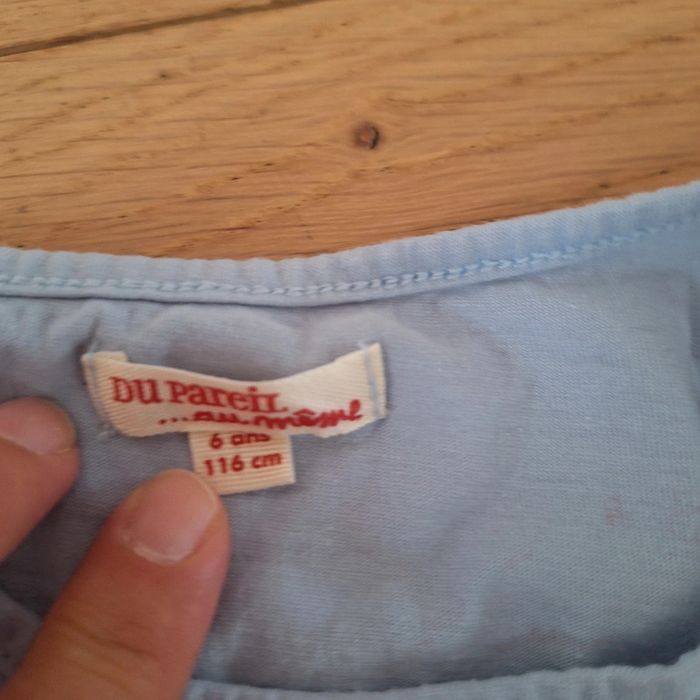 DU Pareil
...au même
6 ans
116 cm